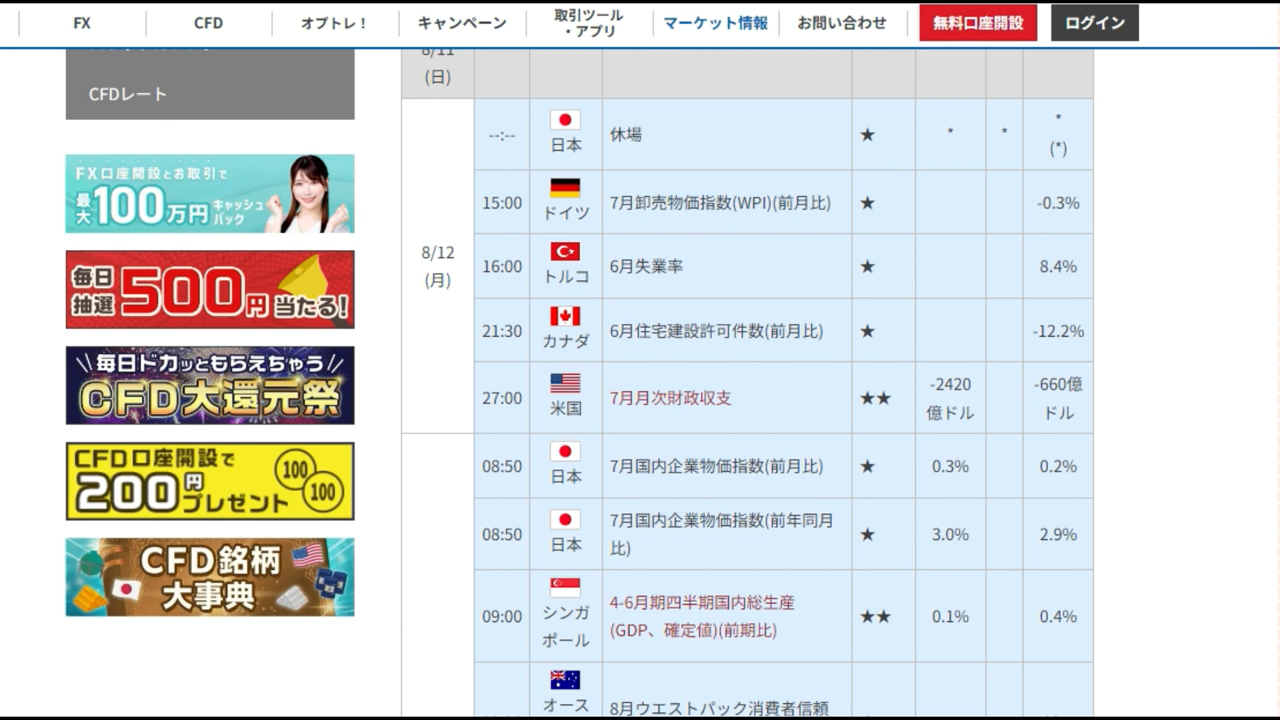 FX
CFD
オプトレ！
キャンペーン
取引ツール
・アプリ
マーケット情報
お問い合わせ
無料口座開設
ログイン
CFDレート
FX口座開設とお取引で
最大100万円キャッシュバック
毎日抽選500円当たる!
\\毎日ドカッともらえちゃう//
CFD大還元祭
CFD口座開設で
200円プレゼント
100
100
CFD銘柄
大事典
8/11
(日)
8/12
(月)
--:--
日本
休場
★
*
*
*
(*)
15:00
ドイツ
7月卸売物価指数(WPI)(前月比)
★
-0.3%
16:00
トルコ
6月失業率
★
8.4%
21:30
カナダ
6月住宅建設許可件数(前月比)
★
-12.2%
27:00
米国
7月月次財政収支
★★
-2420
億ドル
-660億
ドル
08:50
日本
7月国内企業物価指数(前月比)
★
0.3%
0.2%
08:50
日本
7月国内企業物価指数(前年同月
比)
★
3.0%
2.9%
09:00
シンガ
ポール
4-6月期四半期国内総生産
(GDP、確定値)(前期比)
★★
0.1%
0.4%
オース
8月ウエストパック消費者信頼